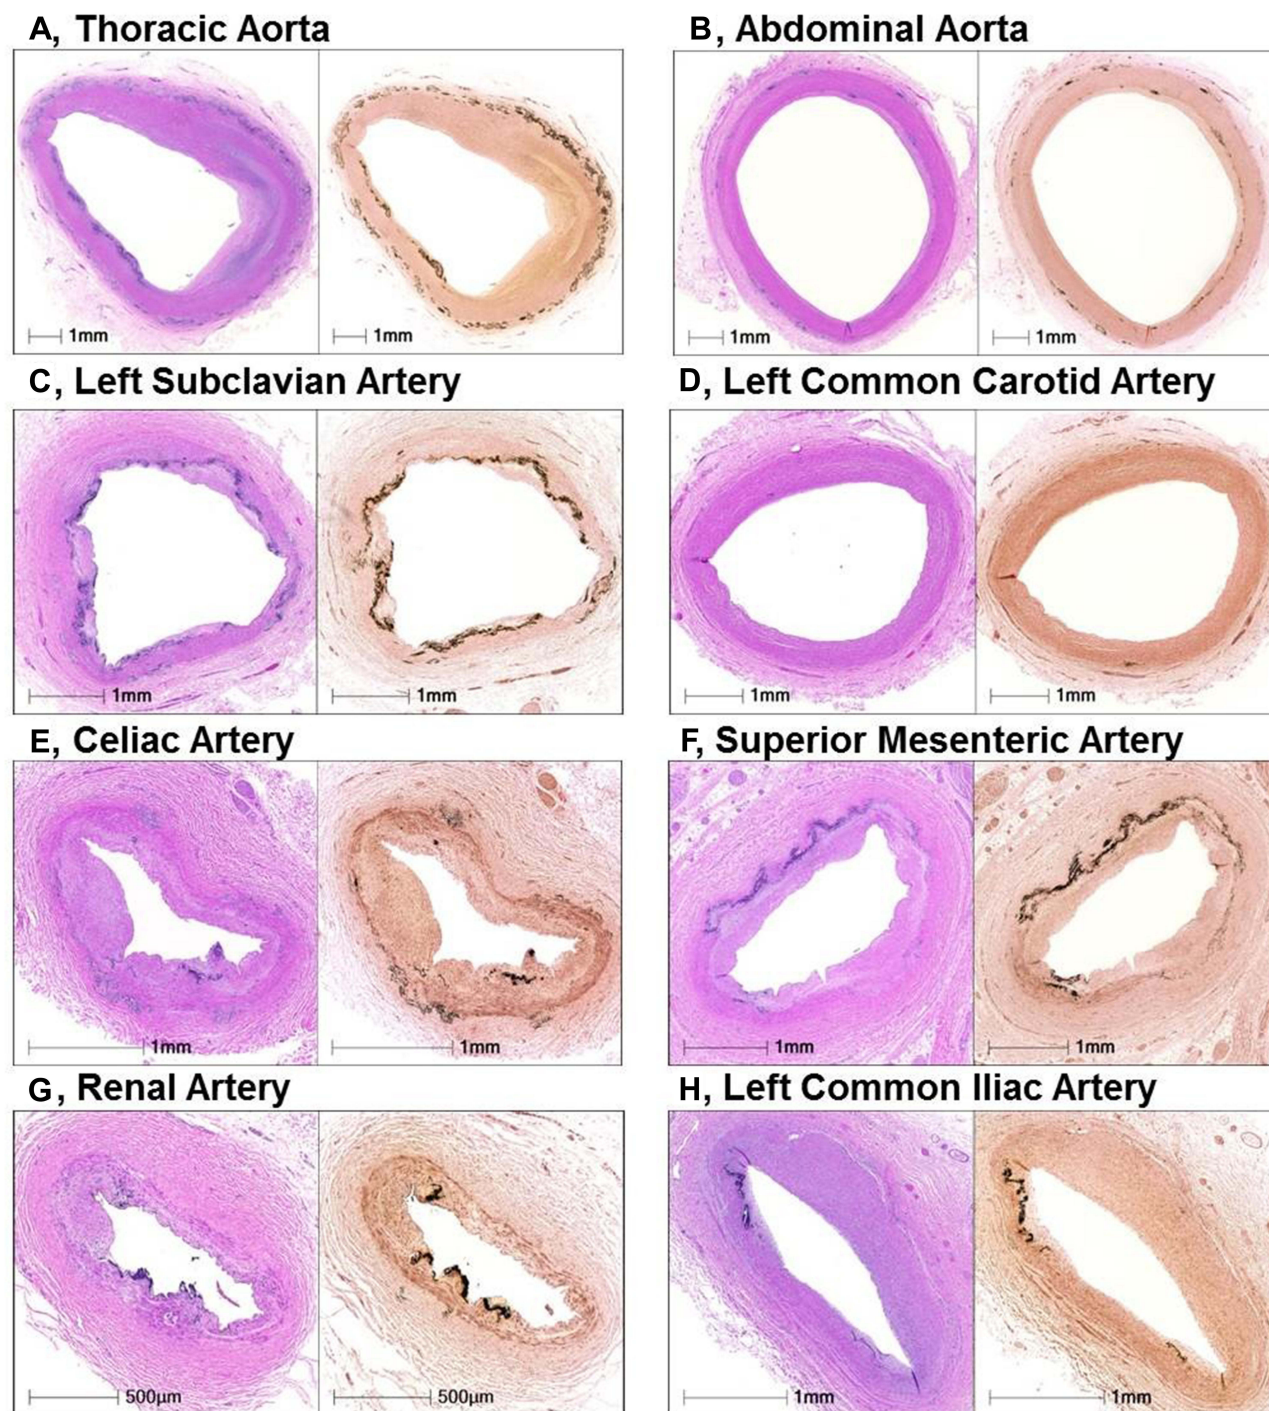 A, Thoracic Aorta
B, Abdominal Aorta
1mm
1mm
1mm
1mm
C, Left Subclavian Artery
D, Left Common Carotid Artery
1mm
1mm
1mm
1mm
E, Celiac Artery
F, Superior Mesenteric Artery
1mm
1mm
1mm
1mm
G, Renal Artery
H, Left Common Iliac Artery
500µm
500µm
1mm
1mm